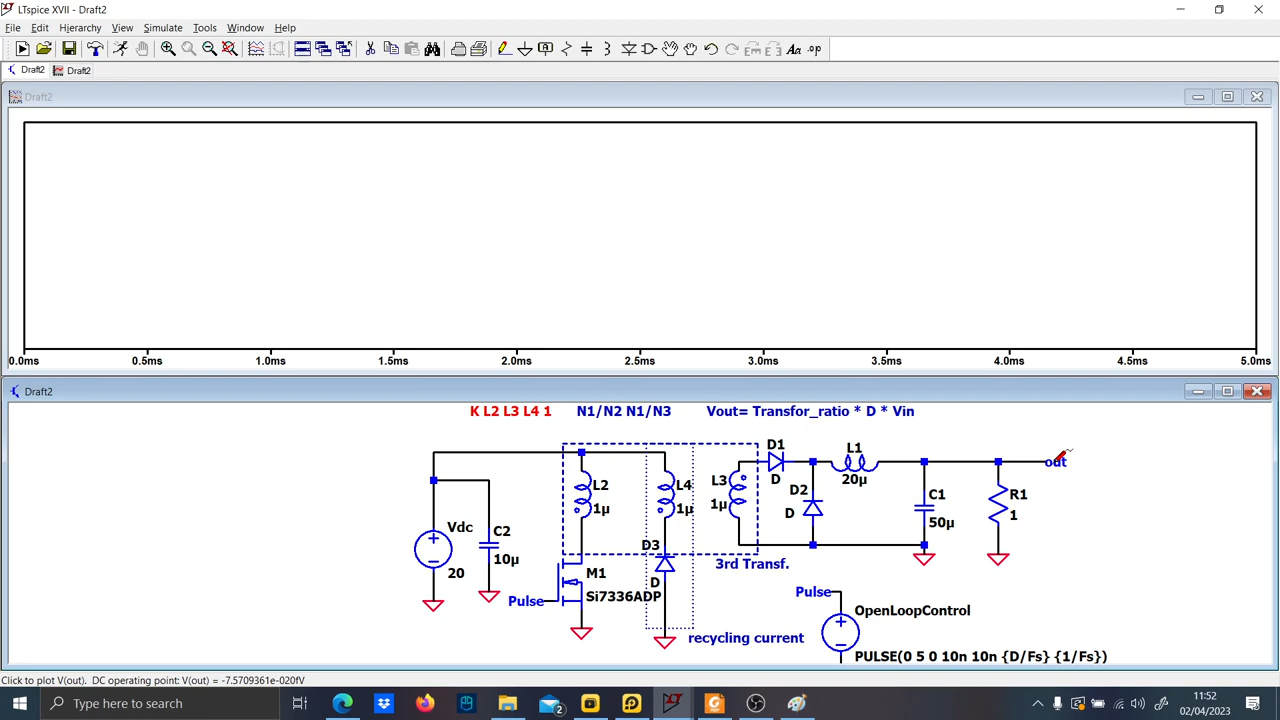 LTspice XVII - Draft2
File Edit Hierarchy View Simulate Tools Window Help
Draft2 Draft2
Draft2
0.0ms 0.5ms 1.0ms 1.5ms 2.0ms 2.5ms 3.0ms 3.5ms 4.0ms 4.5ms 5.0ms
Draft2
K L2 L3 L4 1 N1/N2 N1/N3 Vout= Transfor_ratio * D * Vin
D1
L1
out
L2
L4
L3
D
20µ
1µ
1µ
1µ
D2
D
C1
R1
50µ
1
Vdc
C2
20
10µ
D3
M1
D
Si7336ADP
Pulse
3rd Transf.
Pulse
OpenLoopControl
recycling current
PULSE(0 5 0 10n 10n {D/Fs} {1/Fs})
Click to plot V(out). DC operating point: V(out) = -7.5709361e-020fV
Type here to search
2
11:52
02/04/2023